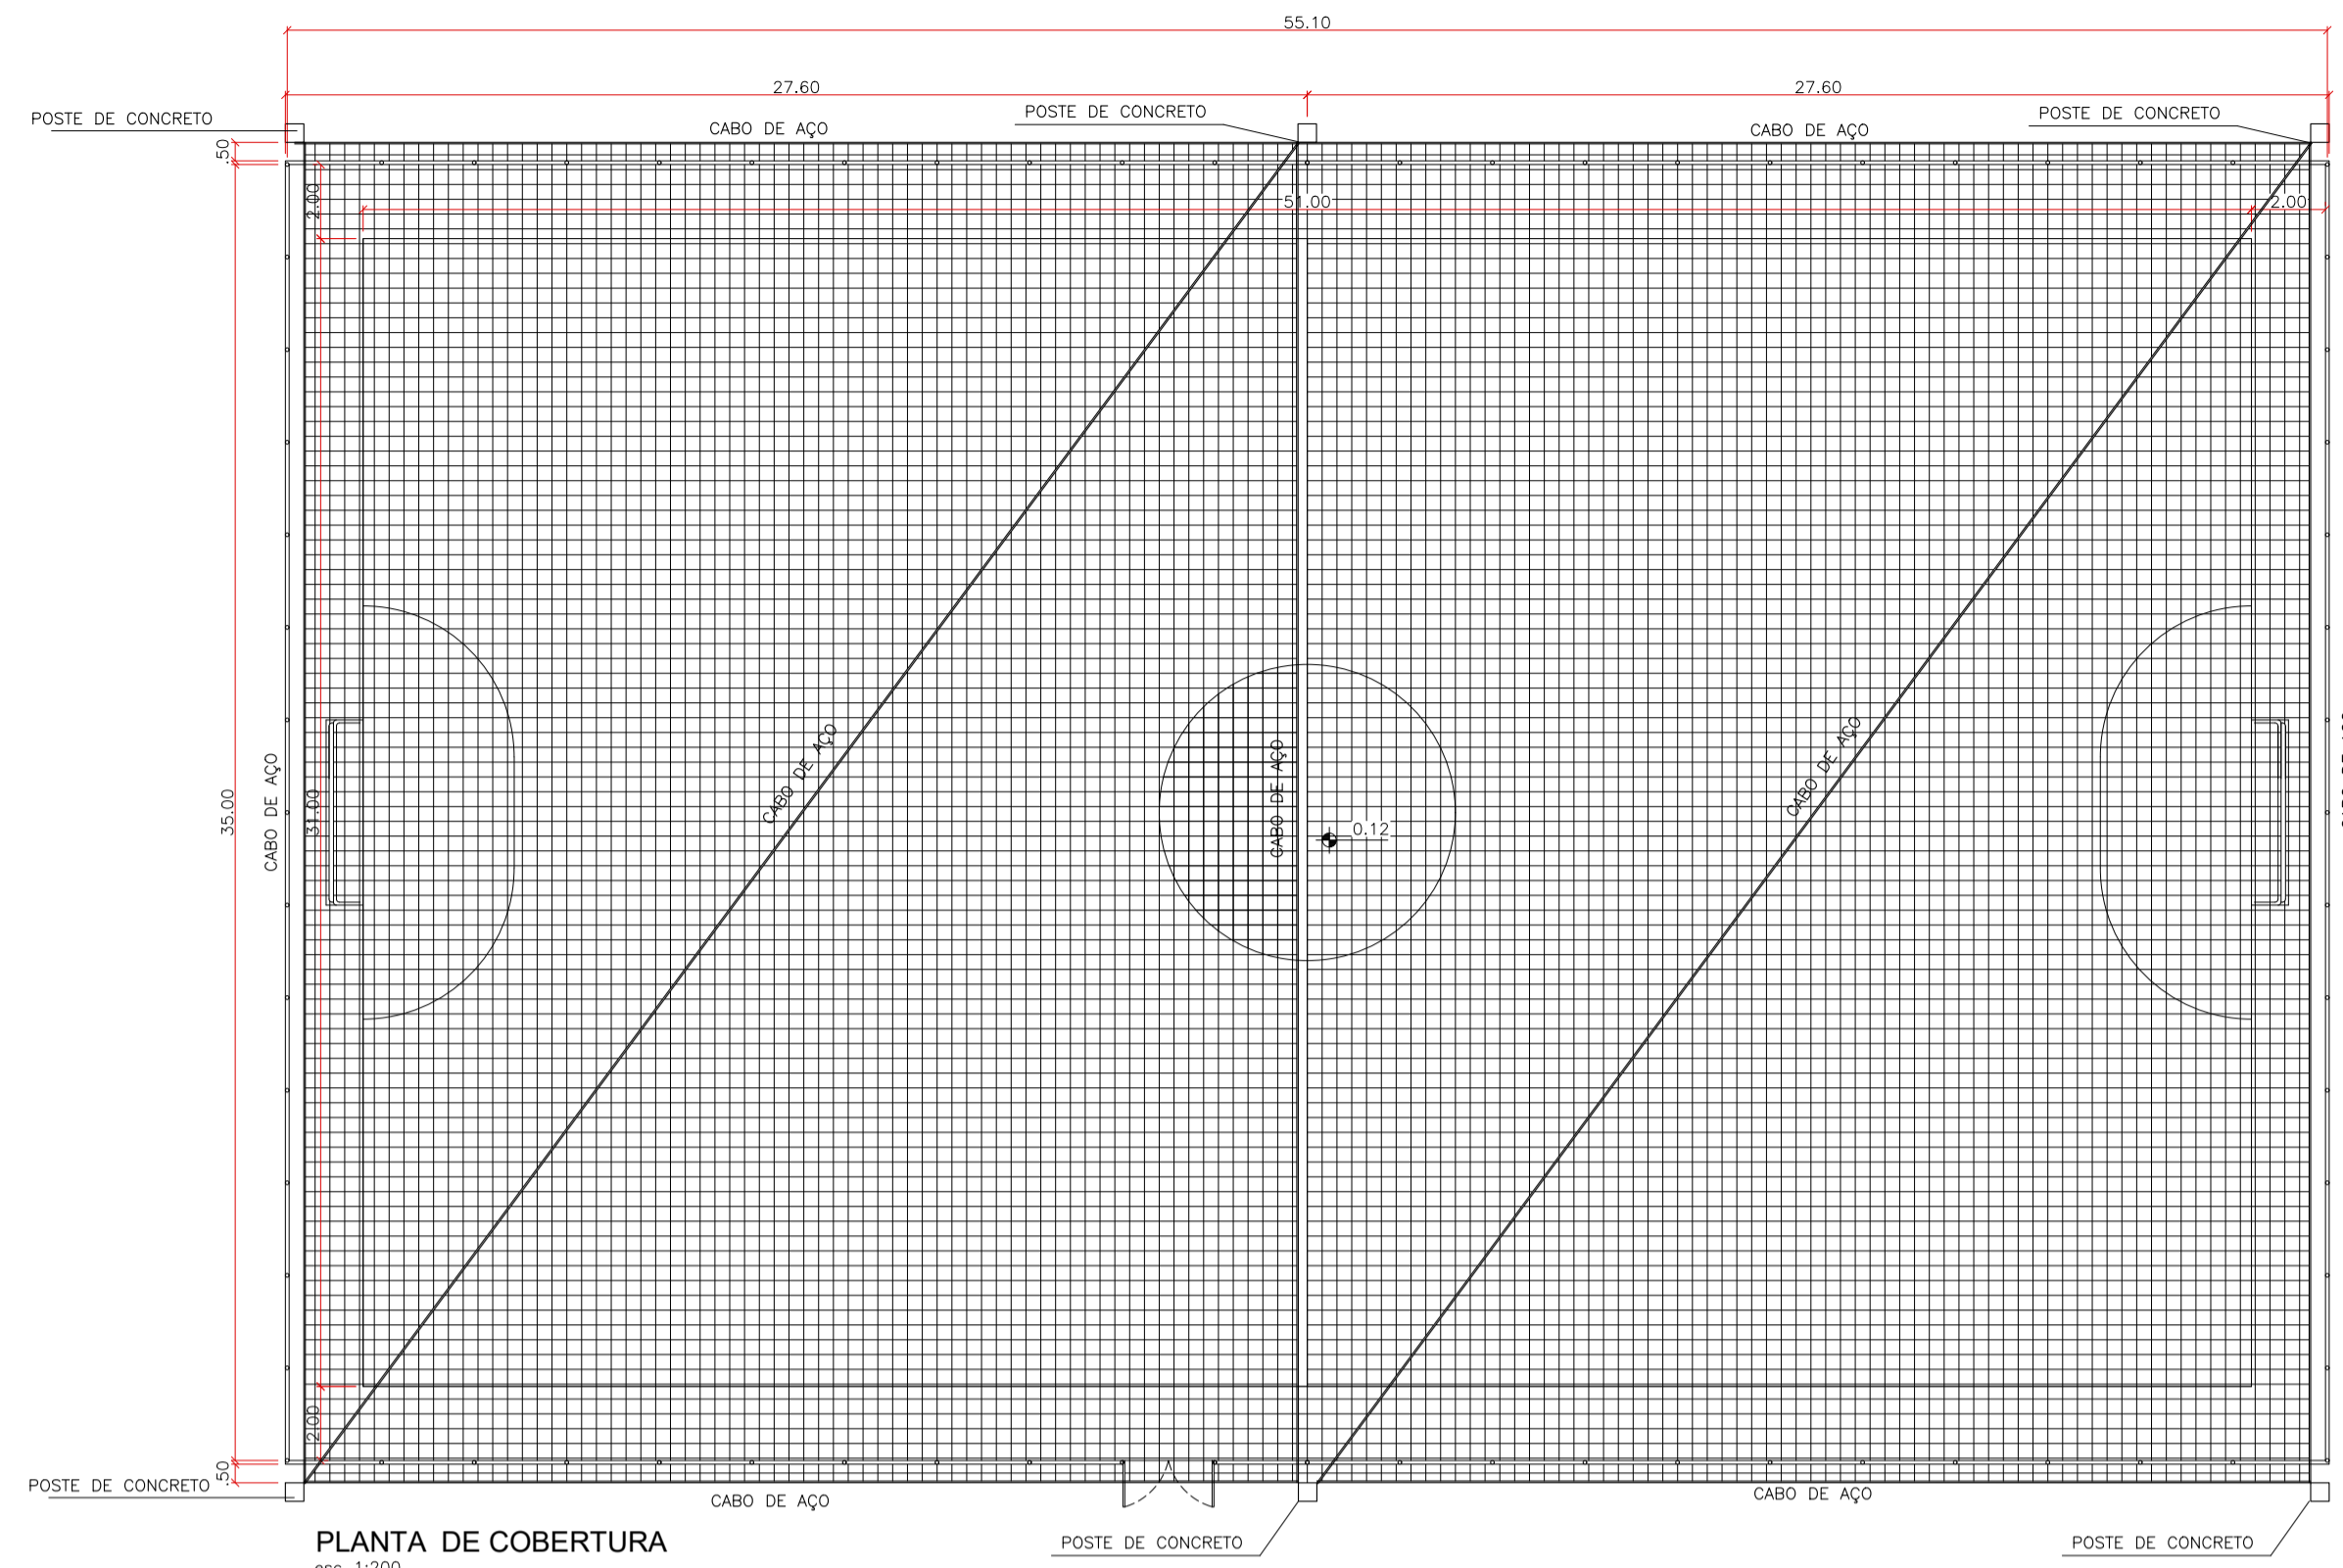 55.10
27.60
27.60
POSTE DE CONCRETO
CABO DE AÇO
POSTE DE CONCRETO
CABO DE AÇO
POSTE DE CONCRETO
.50
2.00
51.00
2.00
CABO DE AÇO
CABO DE AÇO
CABO DE AÇO
CABO DE AÇO
0.12
35.00
31.00
2.00
.50
POSTE DE CONCRETO
CABO DE AÇO
CABO DE AÇO
PLANTA DE COBERTURA
POSTE DE CONCRETO
POSTE DE CONCRETO